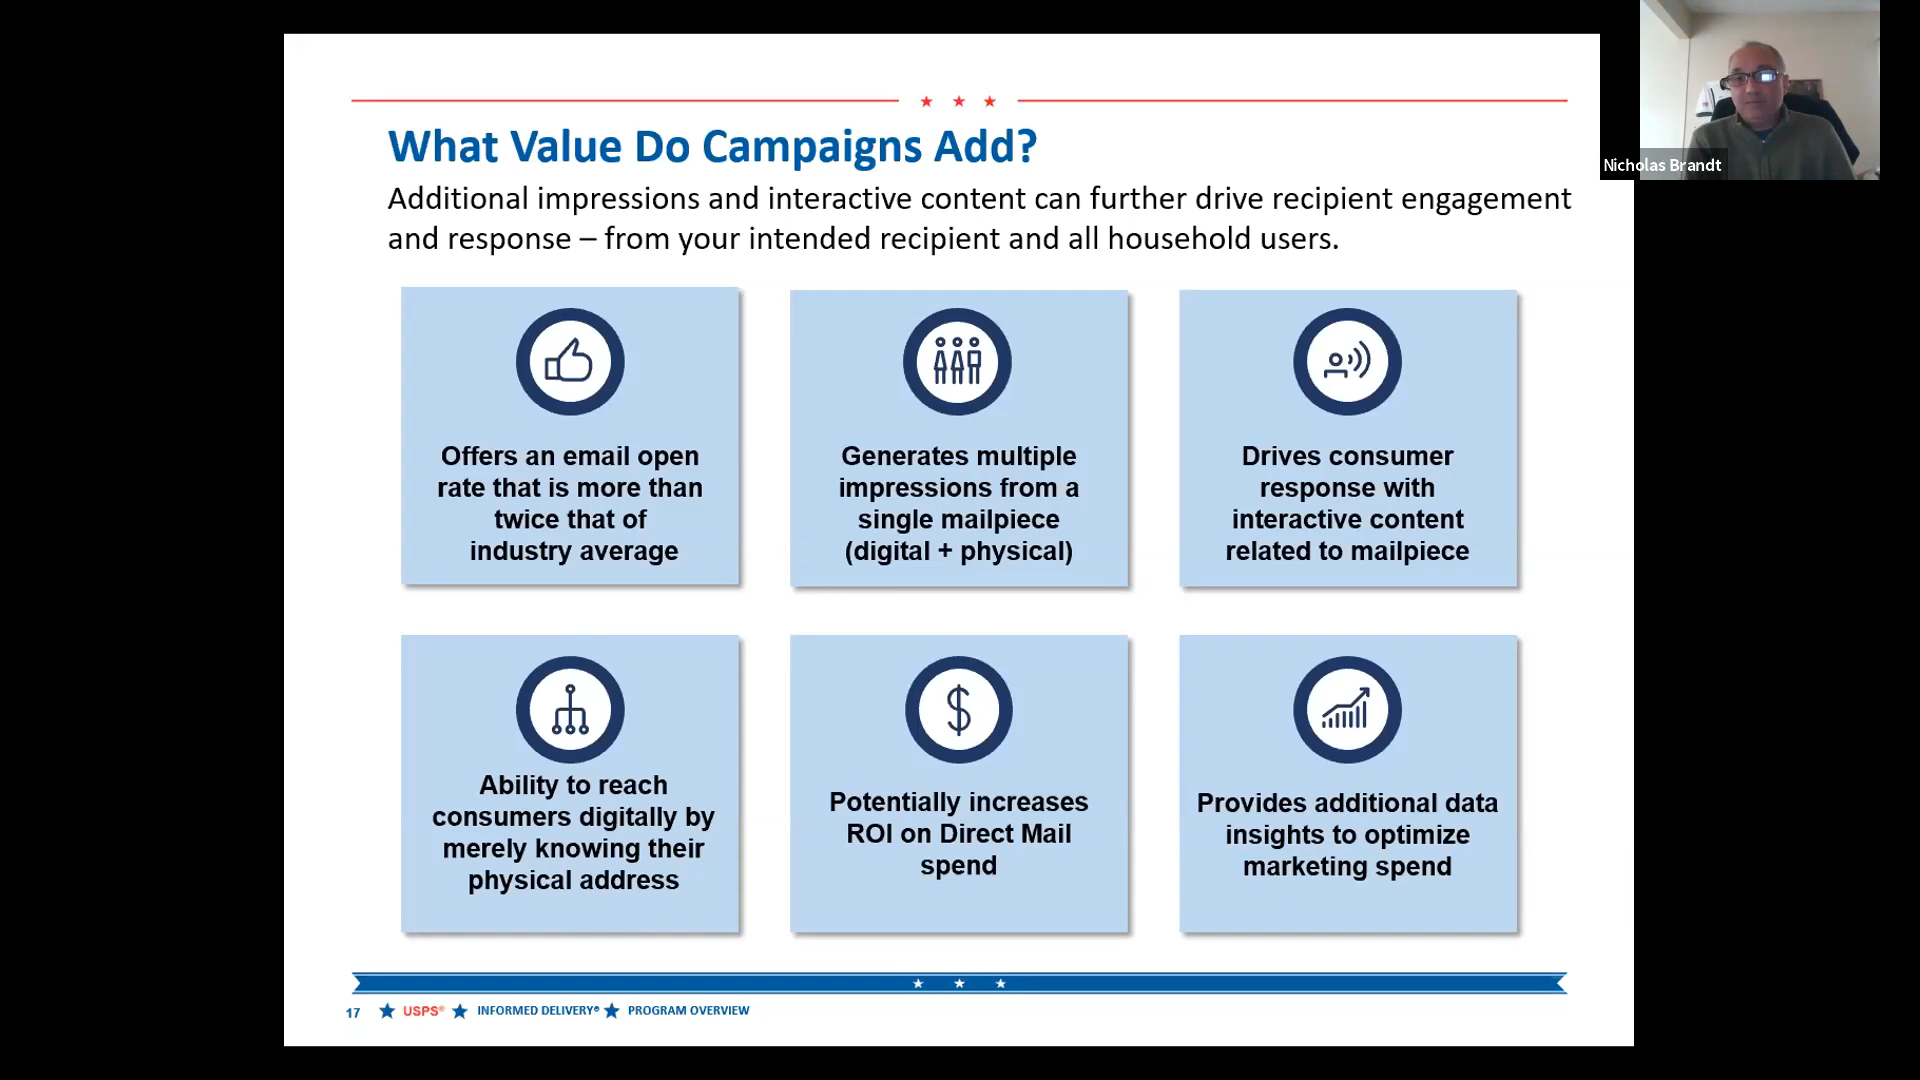 What Value Do Campaigns Add?
Additional impressions and interactive content can further drive recipient engagement
and response – from your intended recipient and all household users.
Offers an email open
rate that is more than
twice that of
industry average
Generates multiple
impressions from a
single mailpiece
(digital + physical)
Drives consumer
response with
interactive content
related to mailpiece
Ability to reach
consumers digitally by
merely knowing their
physical address
Potentially increases
ROI on Direct Mail
spend
Provides additional data
insights to optimize
marketing spend
17 USPS® INFORMED DELIVERY® PROGRAM OVERVIEW
Nicholas Brandt